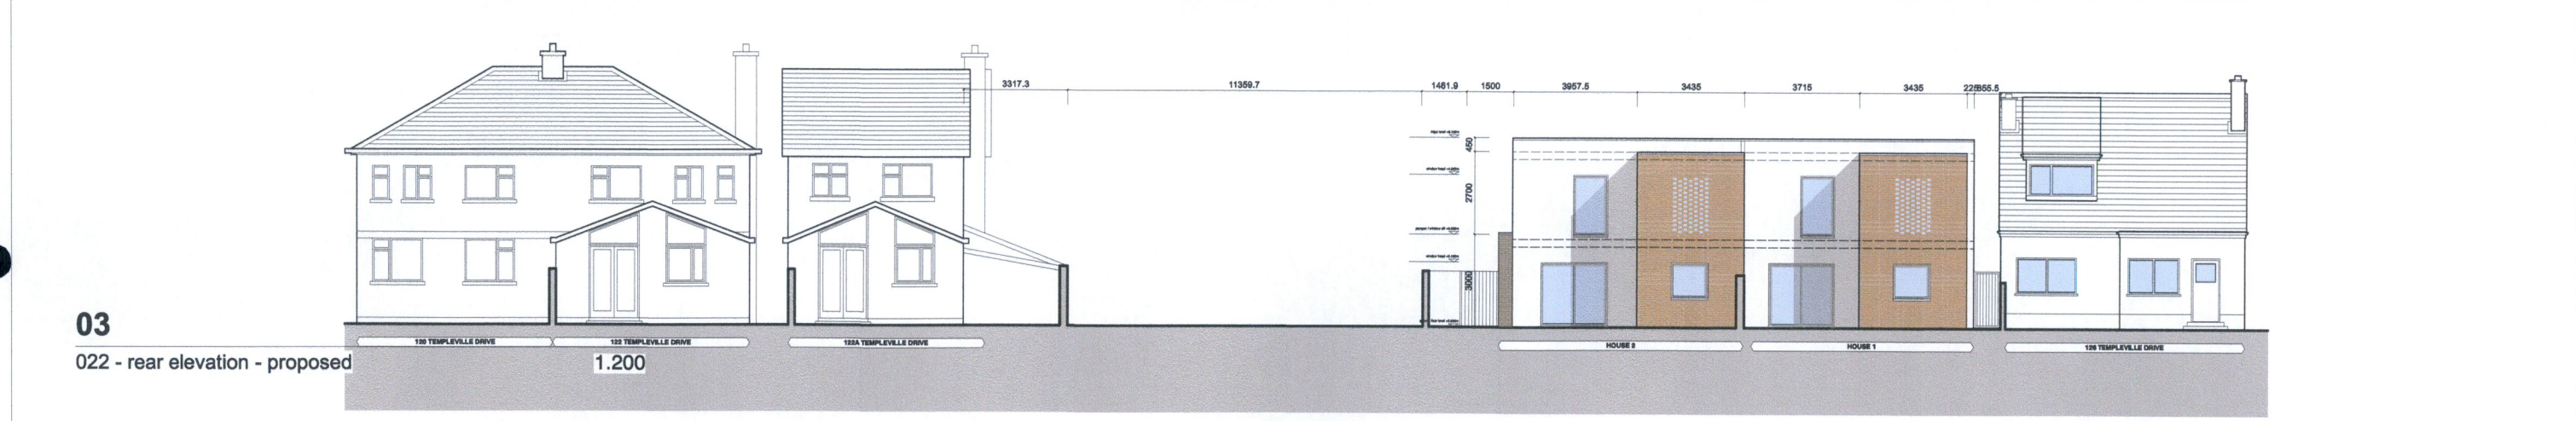 3317.3
11359.7
1461.9
1500
3957.5
3435
3715
3435
450
2700
3000
03
022 - rear elevation - proposed
1.200
120 TEMPLEVILLE DRIVE
122 TEMPLEVILLE DRIVE
122A TEMPLEVILLE DRIVE
HOUSE 2
HOUSE 1
126 TEMPLEVILLE DRIVE